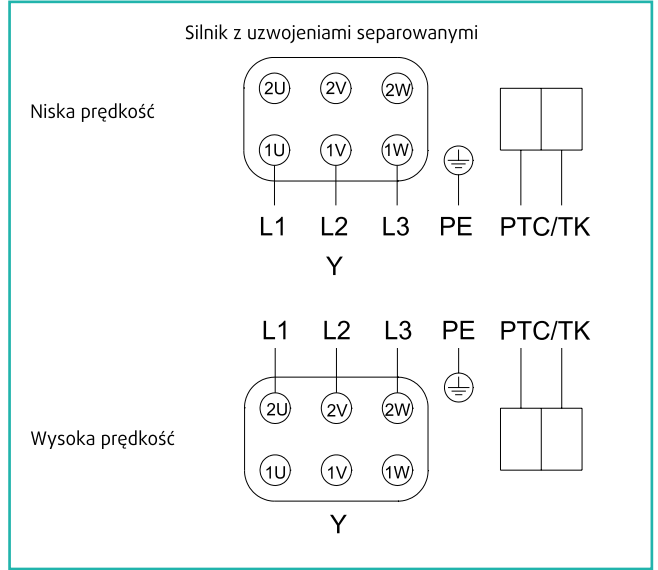 Silnik z uzwojeniami separowanymi
Niska prędkość
2U 2V 2W
1U 1V 1W
L1 L2 L3 PE PTC/TK
Y
L1 L2 L3 PE PTC/TK
Wysoka prędkość
2U 2V 2W
1U 1V 1W
Y